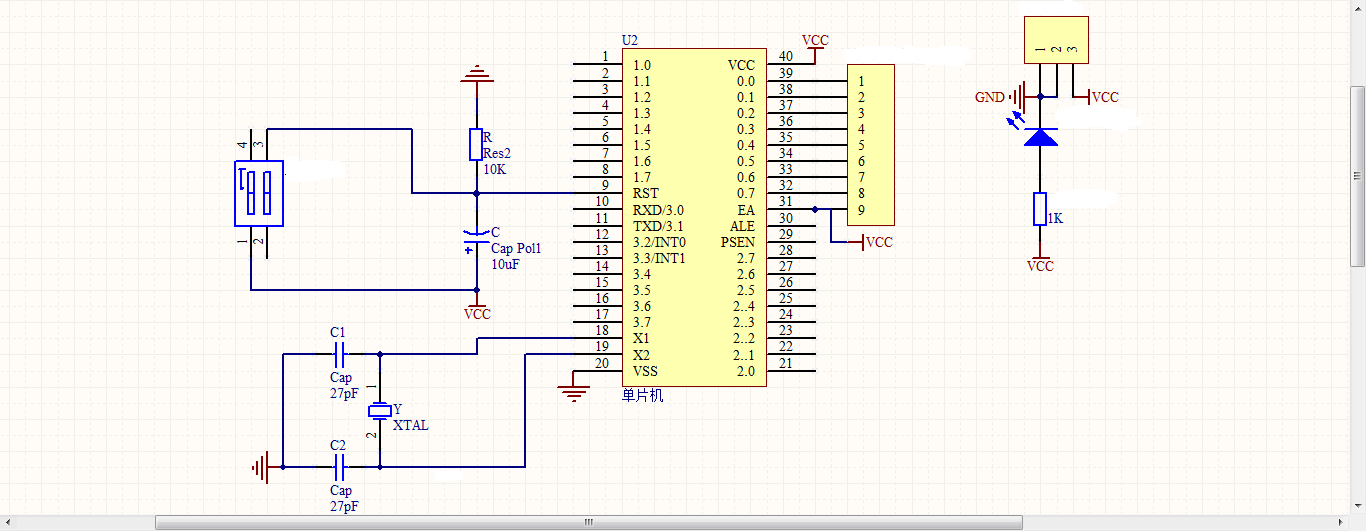 U2
VCC
1 1.0 VCC 40
2 1.1 0.0 39 1
3 1.2 0.1 38 2
4 1.3 0.2 37 3
5 1.4 0.3 36 4
6 1.5 0.4 35 5
7 1.6 0.5 34 6
8 1.7 0.6 33 7
9 RST 0.7 32 8
10 RXD/3.0 EA 31 9
11 TXD/3.1 ALE 30
12 3.2/INT0 PSEN 29
13 3.3/INT1 2.7 28
14 3.4 2.6 27
15 3.5 2.5 26
16 3.6 2..4 25
17 3.7 2..3 24
18 X1 2..2 23
19 X2 2..1 22
20 VSS 2.0 21
单片机
VCC
4 3
1 2
R
Res2
10K
C
Cap Pol1
10uF
VCC
C1
Cap
27pF
1
Y
XTAL
2
C2
Cap
27pF
1 2 3
GND
VCC
1K
VCC